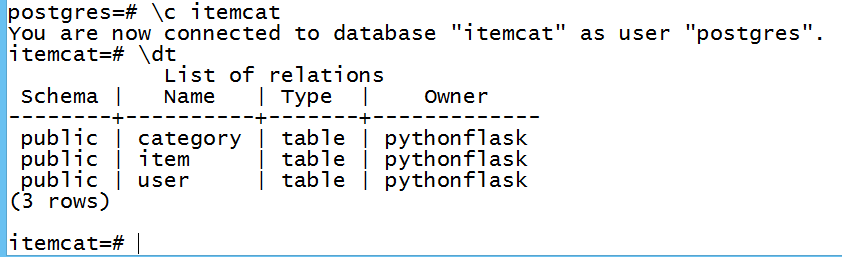 postgres=# \c itemcat
You are now connected to database "itemcat" as user "postgres".
itemcat=# \dt
            List of relations
 Schema |   Name   | Type  |    Owner
--------+----------+-------+-------------
 public | category | table | pythonflask
 public | item     | table | pythonflask
 public | user     | table | pythonflask
(3 rows)
itemcat=#